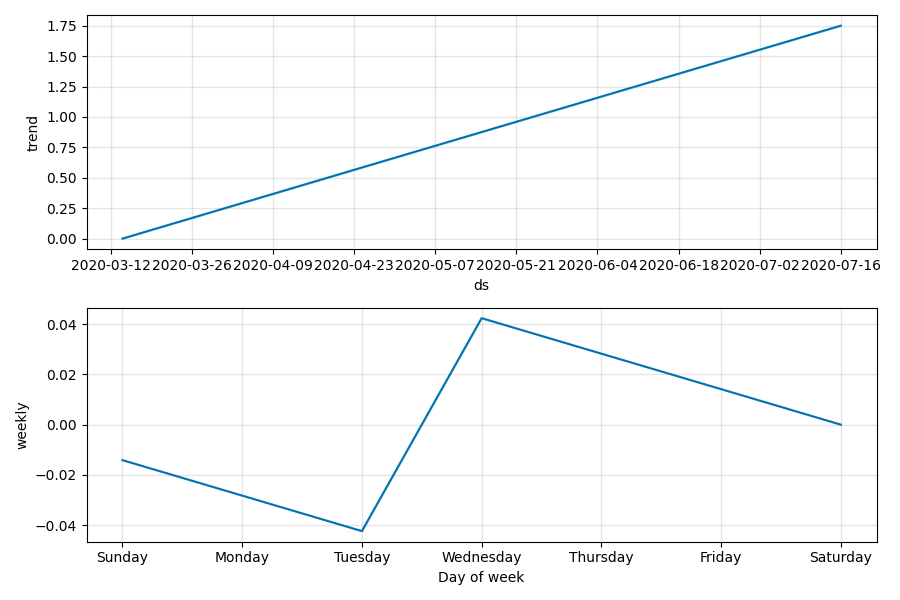 1.75
1.50
1.25
1.00
0.75
0.50
0.25
0.00
trend
2020-03-12 2020-03-26 2020-04-09 2020-04-23 2020-05-07 2020-05-21 2020-06-04 2020-06-18 2020-07-02 2020-07-16
ds
0.04
0.02
0.00
−0.02
−0.04
weekly
Sunday Monday Tuesday Wednesday Thursday Friday Saturday
Day of week